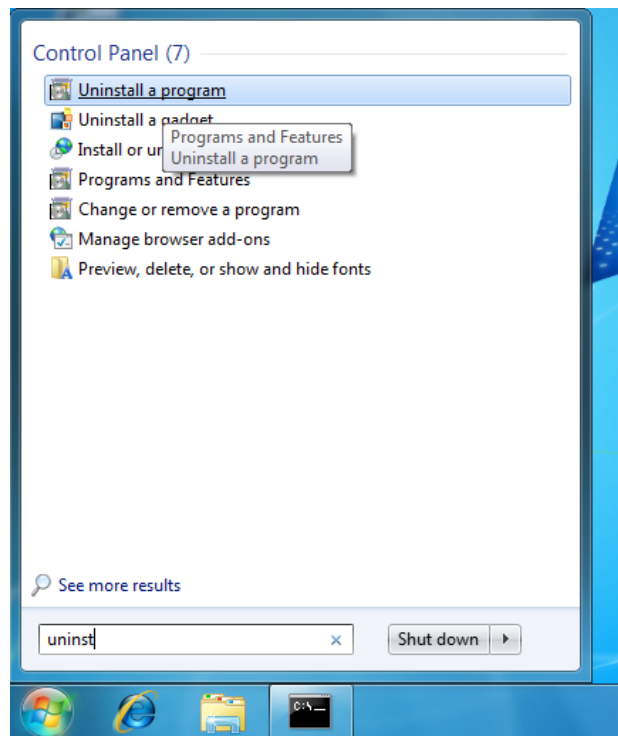 Control Panel (7)
Uninstall a program
Uninstall a gadget
Programs and Features
Uninstall a program
Install or un
Programs and Features
Change or remove a program
Manage browser add-ons
Preview, delete, or show and hide fonts
See more results
uninst
Shut down
C:\_